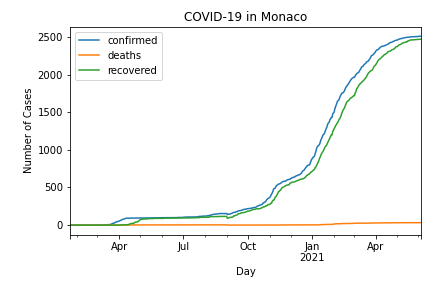 COVID-19 in Monaco
confirmed
deaths
recovered
Number of Cases
2500
2000
1500
1000
500
0
Apr
Jul
Oct
Jan
2021
Apr
Day